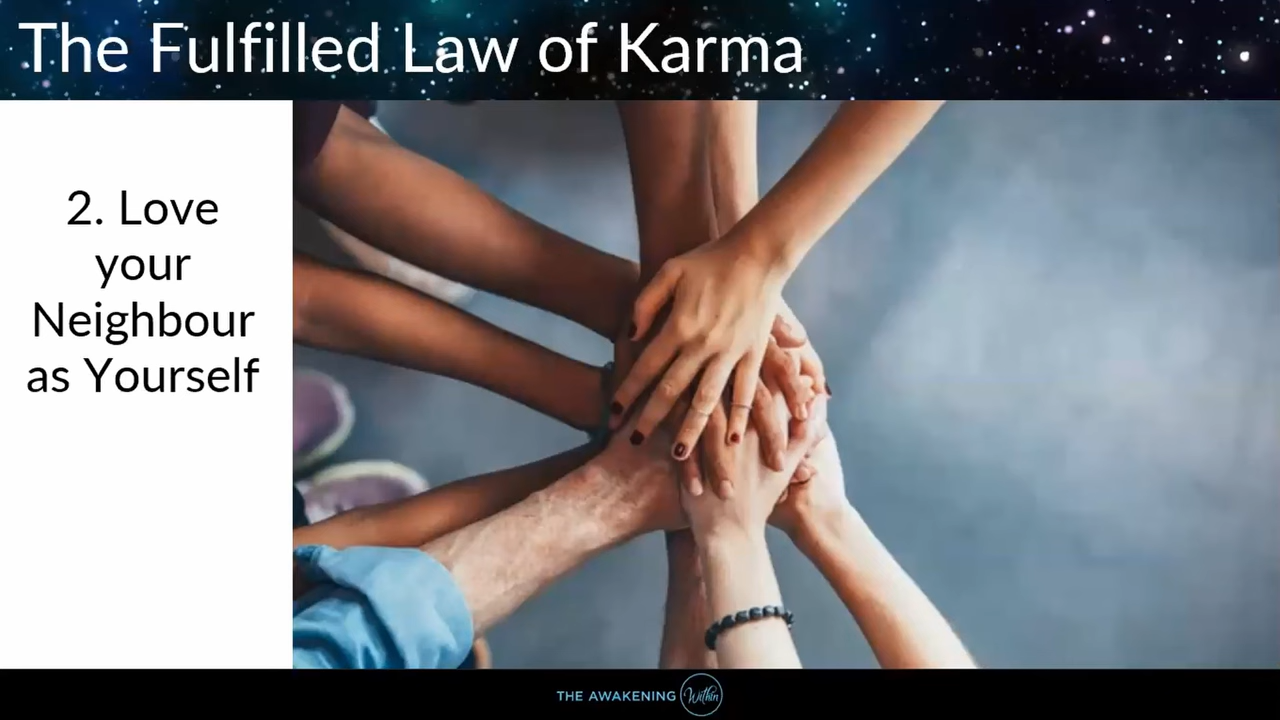 The Fulfilled Law of Karma
2. Love
your
Neighbour
as Yourself
THE AWAKENING Within